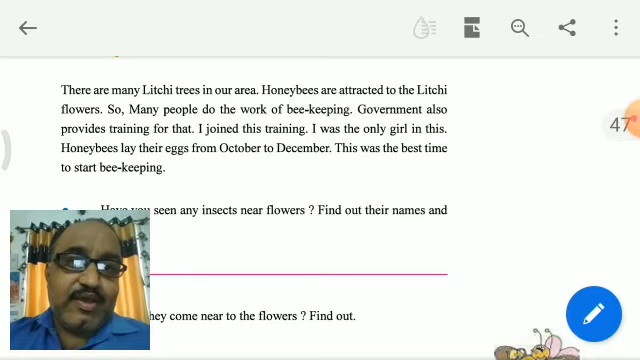 There are many Litchi trees in our area. Honeybees are attracted to the Litchi
flowers. So, Many people do the work of bee-keeping. Government also
provides training for that. I joined this training. I was the only girl in this.
Honeybees lay their eggs from October to December. This was the best time
to start bee-keeping.
47
Have you seen any insects near flowers ? Find out their names and
they come near to the flowers ? Find out.